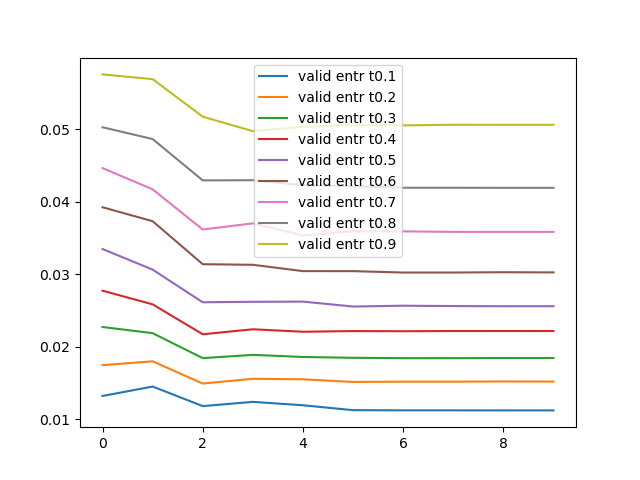 valid entr t0.1
valid entr t0.2
valid entr t0.3
valid entr t0.4
valid entr t0.5
valid entr t0.6
valid entr t0.7
valid entr t0.8
valid entr t0.9
0.05
0.04
0.03
0.02
0.01
0 2 4 6 8